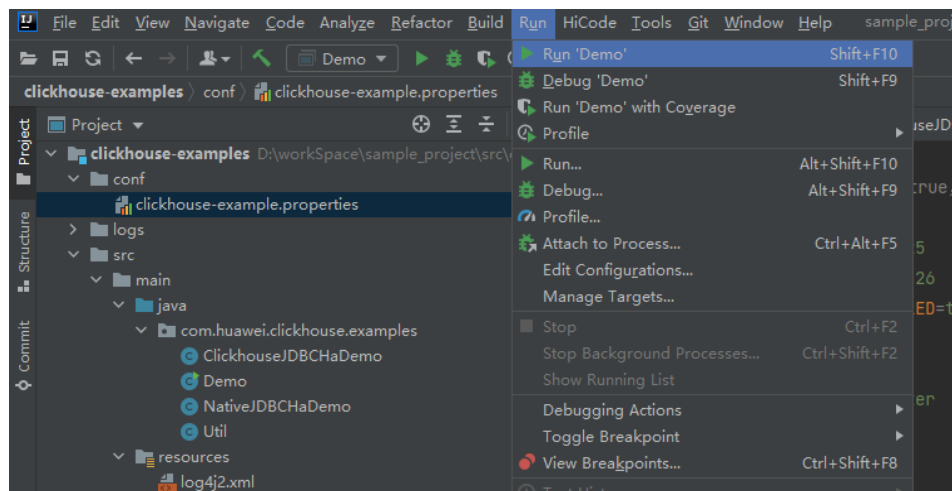 File Edit View Navigate Code Analyze Refactor Build Run HiCode Tools Git Window Help sample_proj
Demo
clickhouse-examples conf clickhouse-example.properties
Project
clickhouse-examples D:\workSpace\sample_project\src\
conf
clickhouse-example.properties
logs
src
main
java
com.huawei.clickhouse.examples
ClickhouseJDBCHaDemo
Demo
NativeJDBCHaDemo
Util
resources
log4j2.xml
Project
Structure
Commit
Run 'Demo' Shift+F10
Debug 'Demo' Shift+F9
Run 'Demo' with Coverage
Profile
Run... Alt+Shift+F10
Debug... Alt+Shift+F9
Profile...
Attach to Process... Ctrl+Alt+F5
Edit Configurations...
Manage Targets...
Stop Ctrl+F2
Stop Background Processes... Ctrl+Shift+F2
Show Running List
Debugging Actions
Toggle Breakpoint
View Breakpoints... Ctrl+Shift+F8
useJD
true,
5
26
ED=t
er